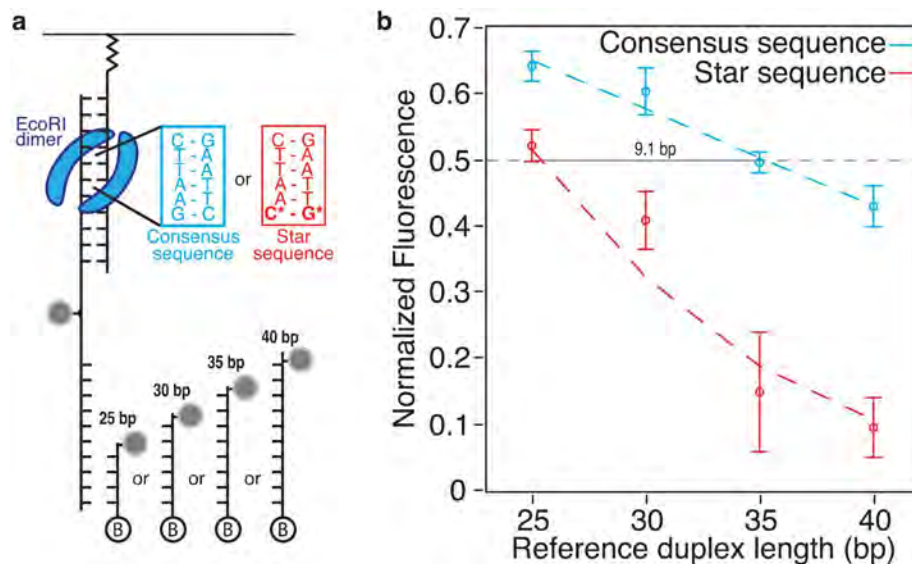 a
EcoRI
dimer
C - G
T - A
T - A
A - T
A - T
G - C
Consensus
sequence
or
C - G
T - A
T - A
A - T
A - T
C* - G*
Star
sequence
25 bp
or
30 bp
or
35 bp
or
40 bp
B
B
B
B
b
Consensus sequence
Star sequence
9.1 bp
Normalized Fluorescence
0.7
0.6
0.5
0.4
0.3
0.2
0.1
0
25
30
35
40
Reference duplex length (bp)